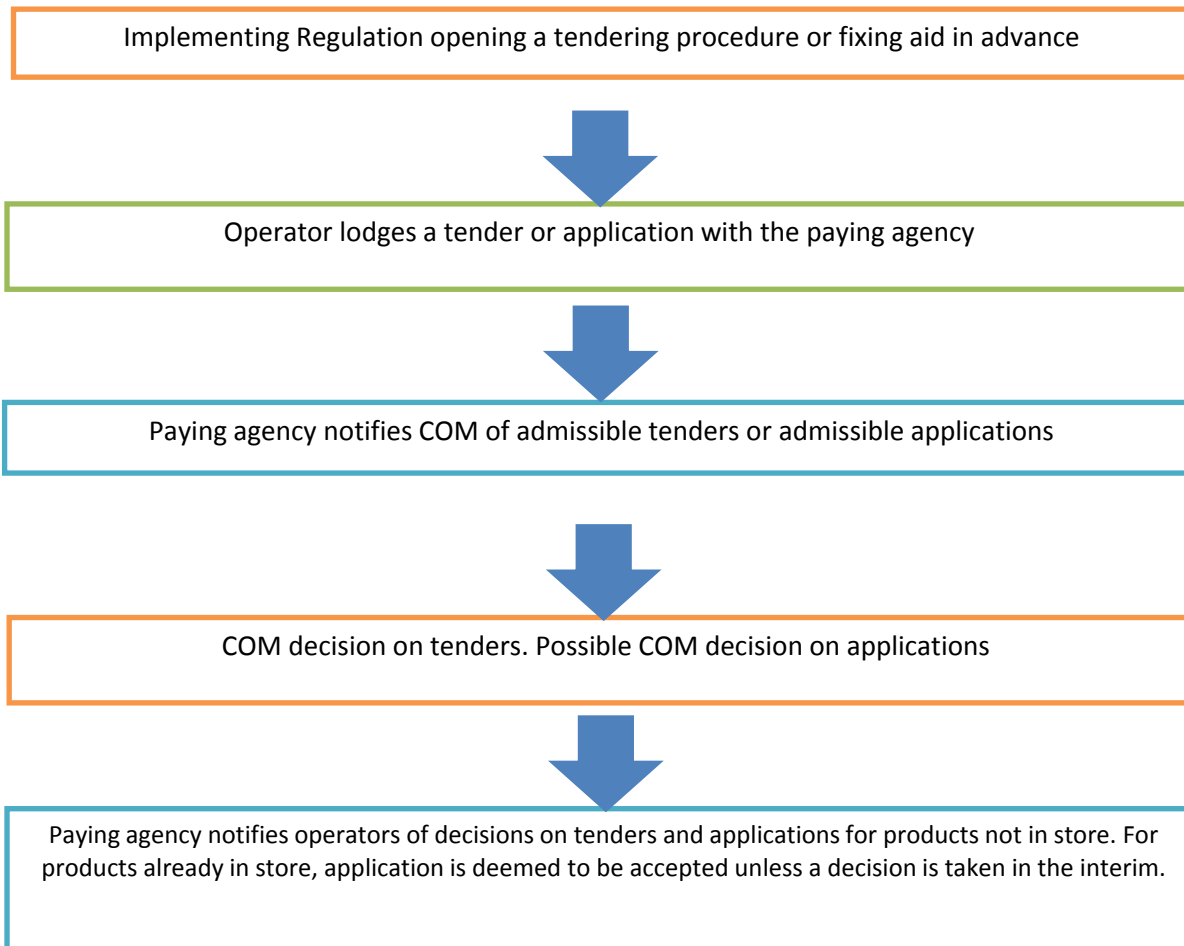 Implementing Regulation opening a tendering procedure or fixing aid in advance
Operator lodges a tender or application with the paying agency
Paying agency notifies COM of admissible tenders or admissible applications
COM decision on tenders. Possible COM decision on applications
Paying agency notifies operators of decisions on tenders and applications for products not in store. For
products already in store, application is deemed to be accepted unless a decision is taken in the interim.